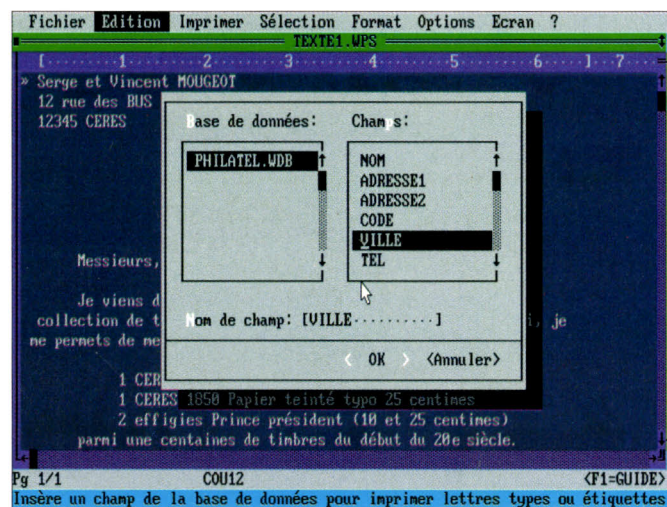 Fichier Edition Imprimer Sélection Format Options Ecran ?
TEXTE1.WPS
[·······1·········2·········3·········4·········5·········6····]··7····
» Serge et Vincent MOUGEOT
12 rue des BUS
12345 CERES
Base de données: Champs:
PHILATEL.WDB
NOM
ADRESSE1
ADRESSE2
CODE
VILLE
TEL
Messieurs,
Je viens d
collection de t i, je
Nom de champ: [VILLE··········]
me permets de me
< OK > <Annuler>
1 CER
1 CERES 1850 Papier teinté typo 25 centimes
2 effigies Prince président (10 et 25 centimes)
parmi une centaines de timbres du début du 20e siècle.
Pg 1/1 COU12 <F1=GUIDE>
Insère un champ de la base de données pour imprimer lettres types ou étiquettes